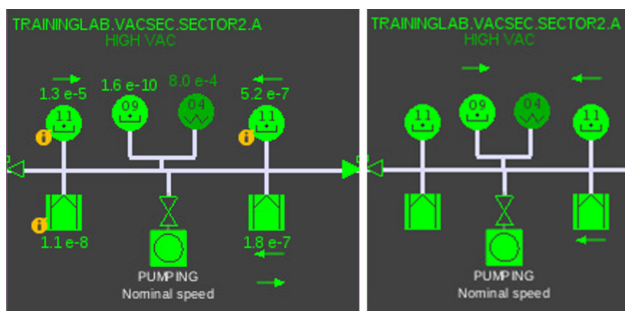 TRAININGLAB.VACSEC.SECTOR2.A
HIGH VAC
1.3 e-5
1.6 e-10
8.0 e-4
5.2 e-7
11
09
04
11
i
i
i
1.1 e-8
1.8 e-7
PUMPING
Nominal speed
TRAININGLAB.VACSEC.SECTOR2.A
HIGH VAC
11
09
04
11
PUMPING
Nominal speed